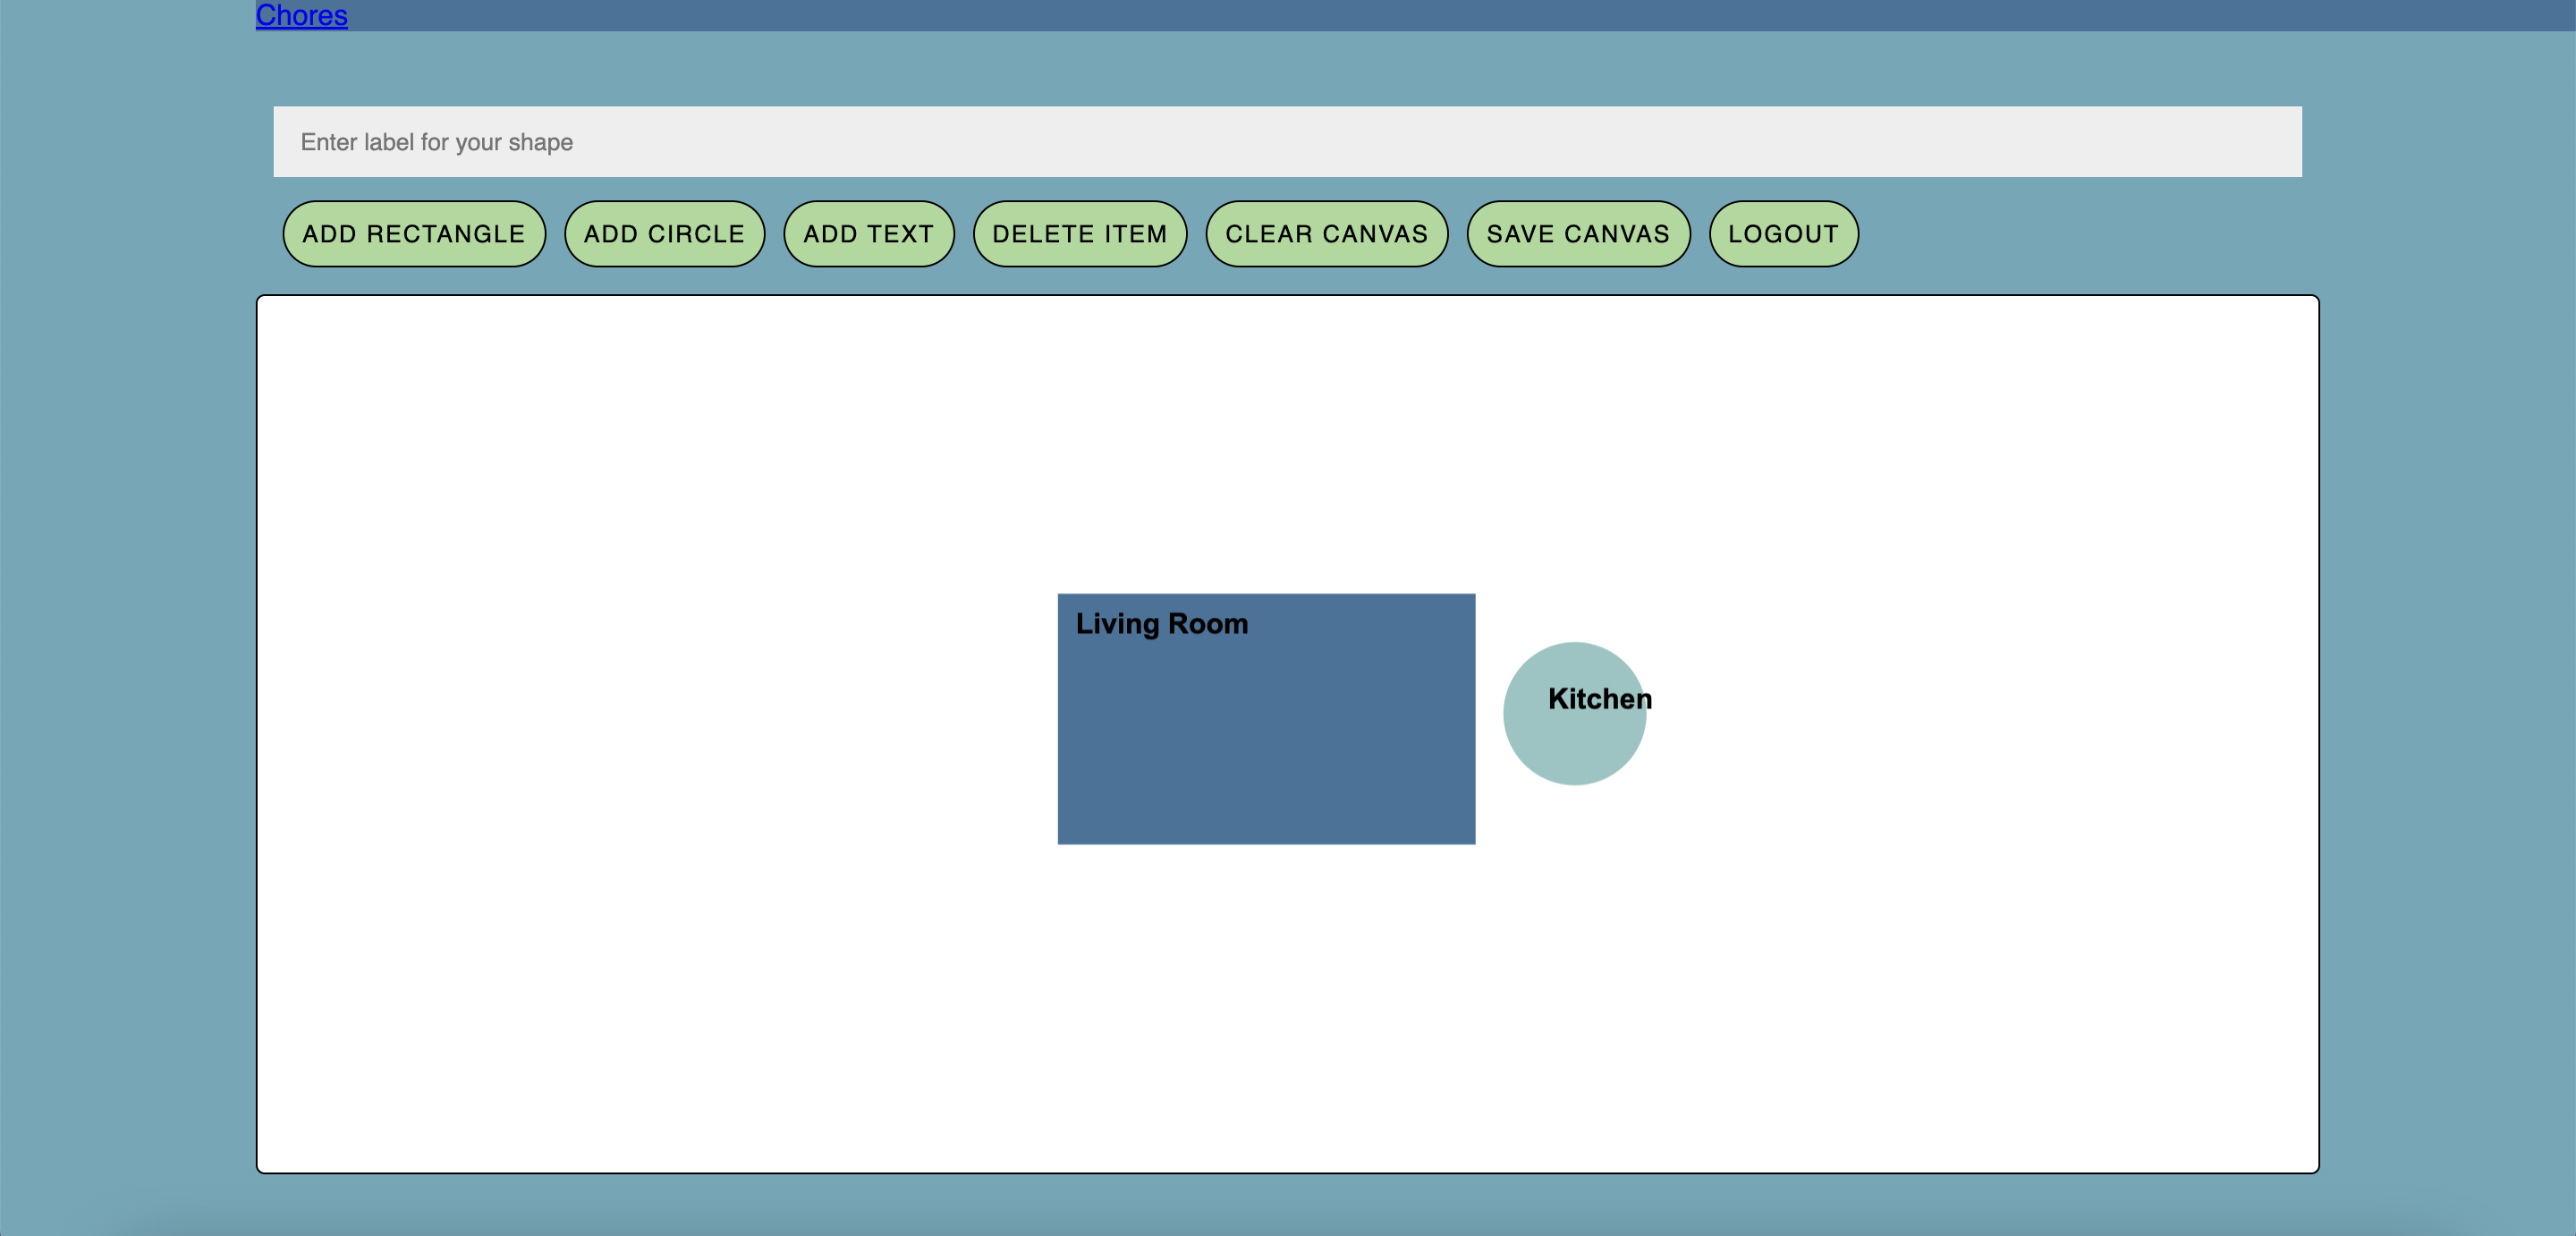 Chores
Enter label for your shape
ADD RECTANGLE ADD CIRCLE ADD TEXT DELETE ITEM CLEAR CANVAS SAVE CANVAS LOGOUT
Living Room
Kitchen